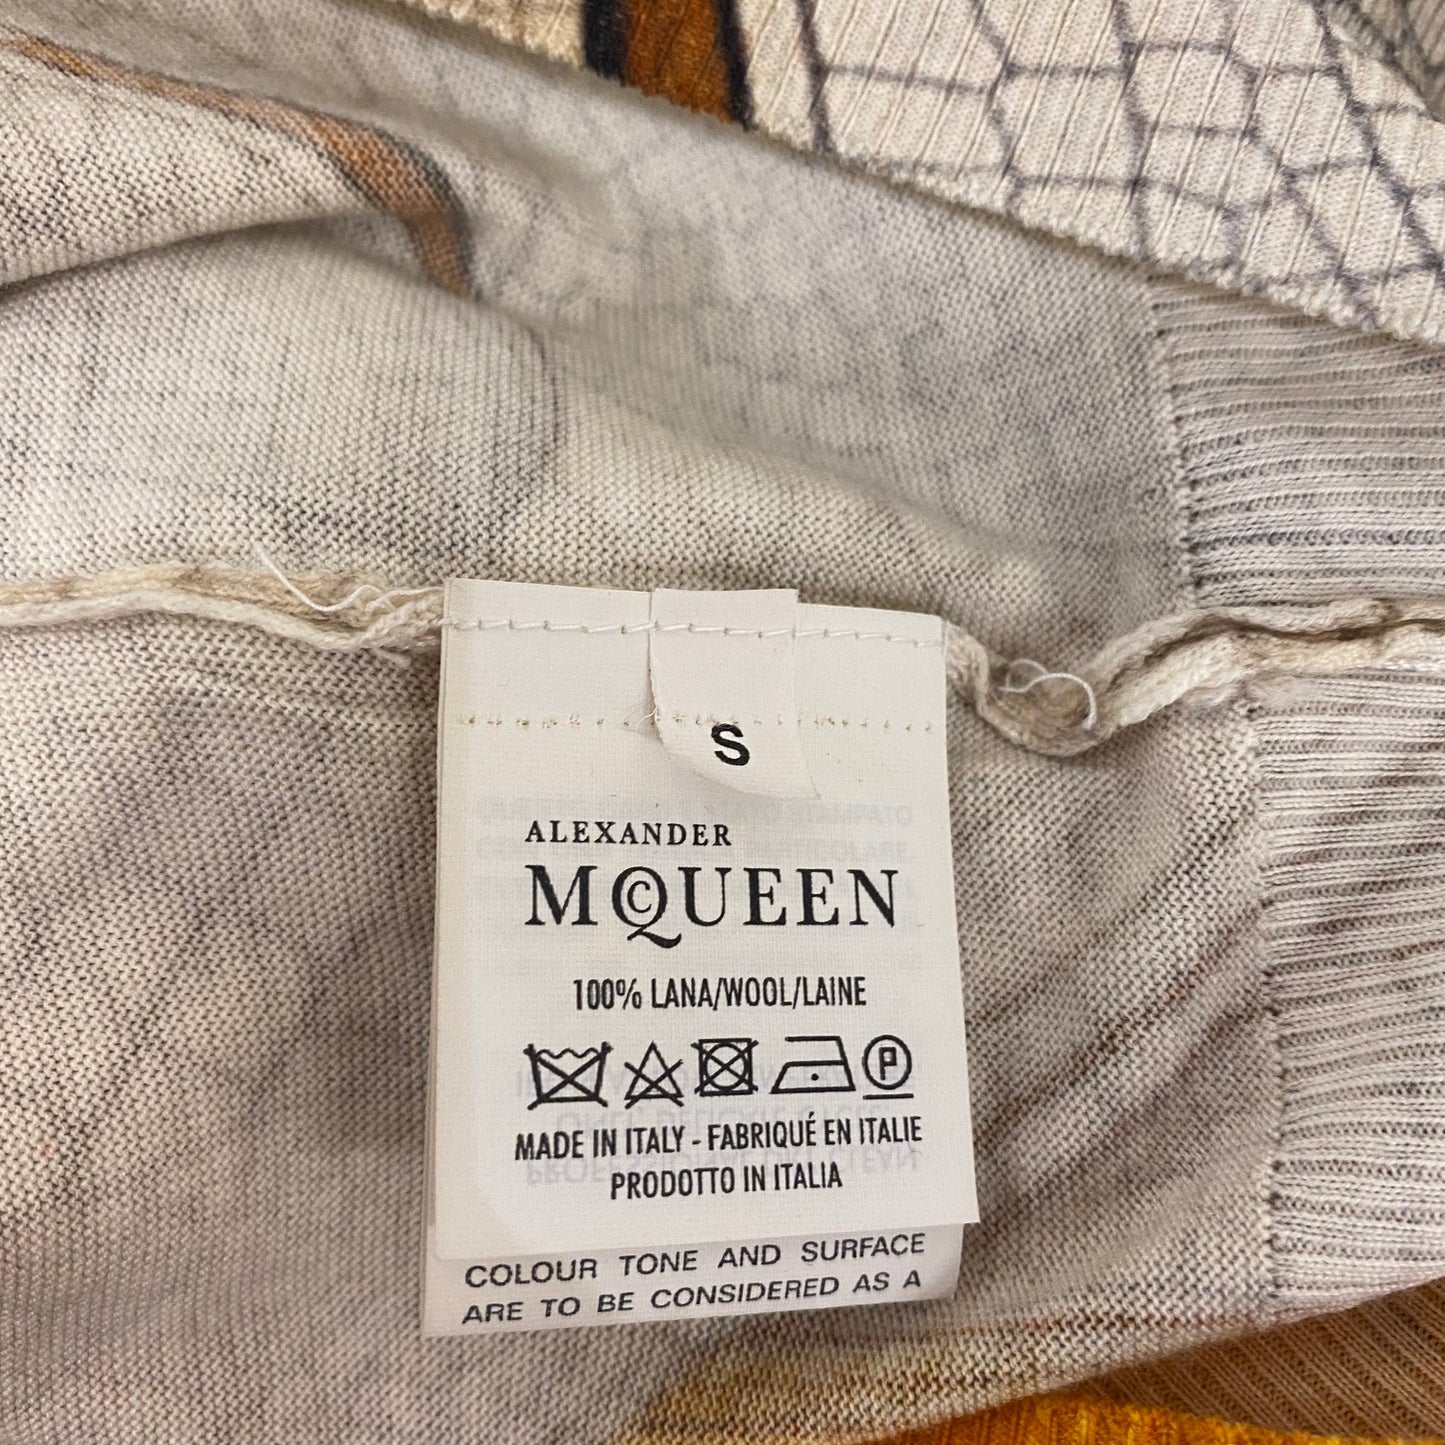 S
ALEXANDER
MCQUEEN
100% LANA/WOOL/LAINE
P
MADE IN ITALY - FABRIQUÉ EN ITALIE
PRODOTTO IN ITALIA
COLOUR TONE AND SURFACE
ARE TO BE CONSIDERED AS A